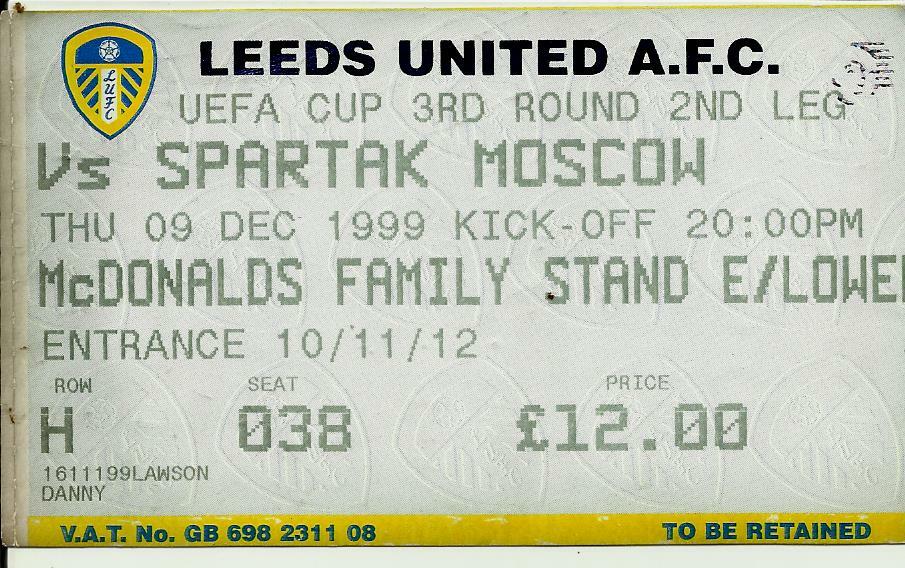 LEEDS UNITED A.F.C.
LUFC
UEFA CUP 3RD ROUND 2ND LEG
Vs SPARTAK MOSCOW
THU 09 DEC 1999 KICK-OFF 20:00PM
McDONALDS FAMILY STAND E/LOWE
ENTRANCE 10/11/12
ROW SEAT PRICE
H 038 £12.00
1611199LAWSON
DANNY
V.A.T. No. GB 698 2311 08 TO BE RETAINED